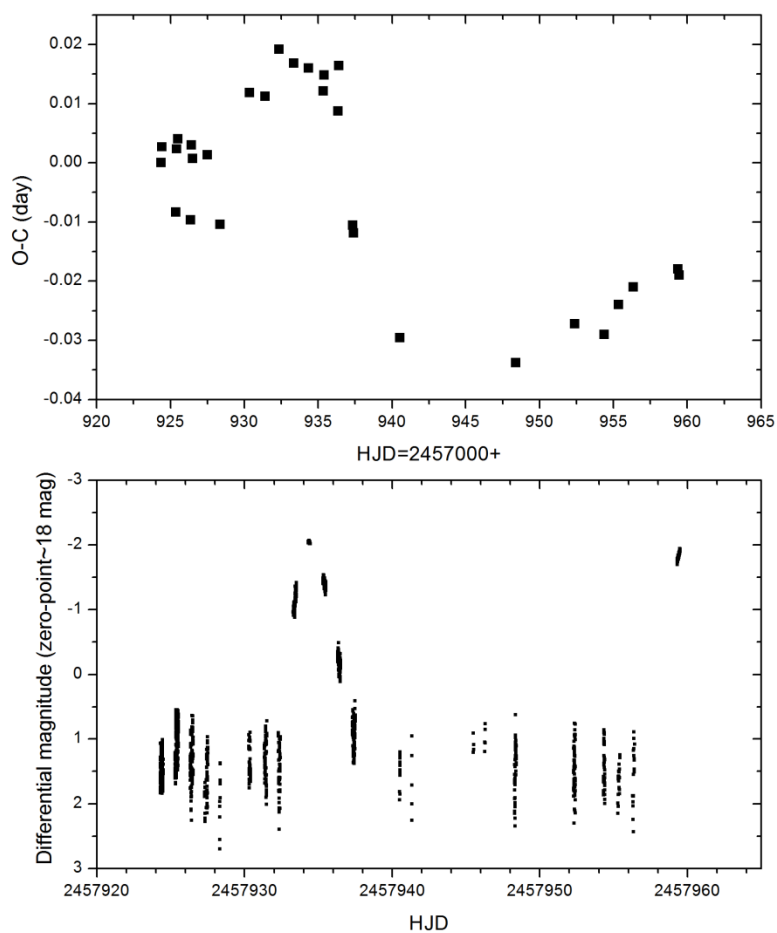 0.02
0.01
0.00
-0.01
-0.02
-0.03
-0.04
O-C (day)
920 925 930 935 940 945 950 955 960 965
HJD=2457000+
-3
-2
-1
0
1
2
3
Differential magnitude (zero-point~18 mag)
2457920 2457930 2457940 2457950 2457960
HJD